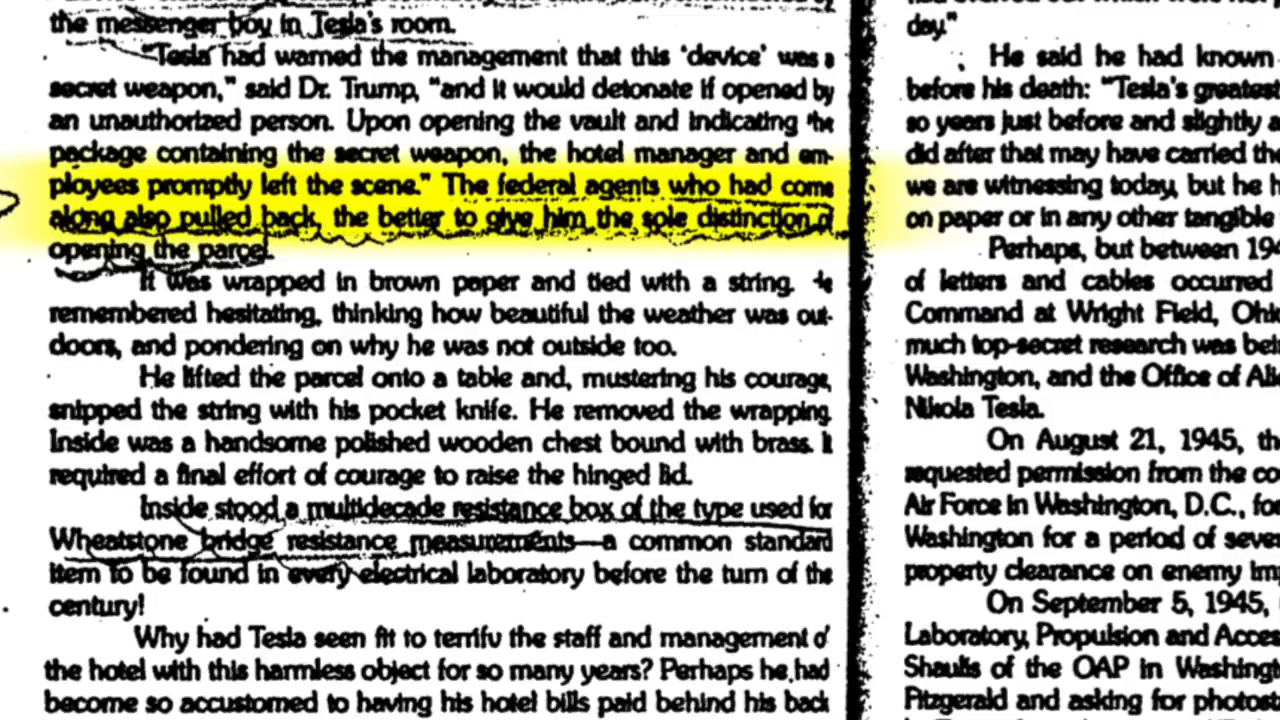 the messenger boy in Tesla's room.
"Tesla had warned the management that this 'device' was a
secret weapon," said Dr. Trump, "and it would detonate if opened by
an unauthorized person. Upon opening the vault and indicating the
package containing the secret weapon, the hotel manager and em-
ployees promptly left the scene." The federal agents who had come
along also pulled back, the better to give him the sole distinction of
opening the parcel.
It was wrapped in brown paper and tied with a string. He
remembered hesitating, thinking how beautiful the weather was out-
doors, and pondering on why he was not outside too.
He lifted the parcel onto a table and, mustering his courage,
snipped the string with his pocket knife. He removed the wrapping.
Inside was a handsome polished wooden chest bound with brass. It
required a final effort of courage to raise the hinged lid.
Inside stood a multidecade resistance box of the type used for
Wheatstone bridge resistance measurements—a common standard
item to be found in every electrical laboratory before the turn of the
century!
Why had Tesla seen fit to terrify the staff and management of
the hotel with this harmless object for so many years? Perhaps he had
become so accustomed to having his hotel bills paid behind his back
day."
He said he had known
before his death: "Tesla's greatest
so years just before and slightly a
did after that may have carried the
we are witnessing today, but he h
on paper or in any other tangible
Perhaps, but between 194
of letters and cables occurred
Command at Wright Field, Ohio
much top-secret research was bei
Washington, and the Office of Ali
Nikola Tesla.
On August 21, 1945, th
requested permission from the co
Air Force in Washington, D.C., fo
Washington for a period of seve
property clearance on enemy imp
On September 5, 1945,
Laboratory, Propulsion and Acces
Shaulis of the OAP in Washingt
Fitzgerald and asking for photost